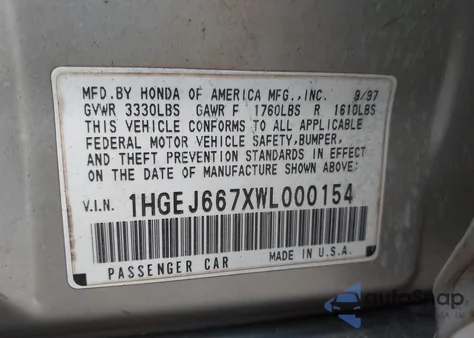 MFD.BY HONDA OF AMERICA MFG.,INC. 9/97
GVWR 3330LBS GAWR F 1760LBS R 1610LBS
THIS VEHICLE CONFORMS TO ALL APPLICABLE
FEDERAL MOTOR VEHICLE SAFETY,BUMPER,
AND THEFT PREVENTION STANDARDS IN EFFECT
ON THE DATE OF MANUFACTURE SHOWN ABOVE:
V.I.N. 1HGEJ667XWL000154
PASSENGER CAR MADE IN U.S.A.
autoSnap